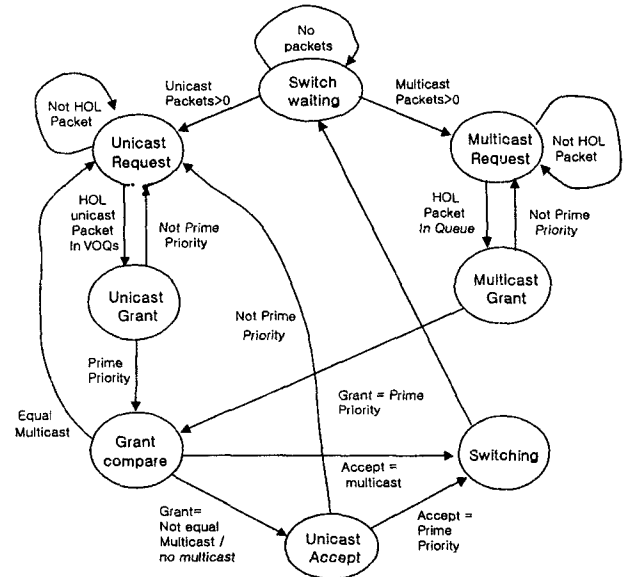 No
packets
Switch
waiting
Unicast
Packets>0
Multicast
Packets>0
Not HOL
Packet
Unicast
Request
Multicast
Request
Not HOL
Packet
HOL
unicast
Packet
In VOQs
Not Prime
Priority
HOL
Packet
In Queue
Not Prime
Priority
Unicast
Grant
Multicast
Grant
Not Prime
Priority
Prime
Priority
Grant = Prime
Priority
Equal
Multicast
Grant
compare
Switching
Accept =
multicast
Grant=
Not equal
Multicast /
no multicast
Unicast
Accept
Accept =
Prime
Priority